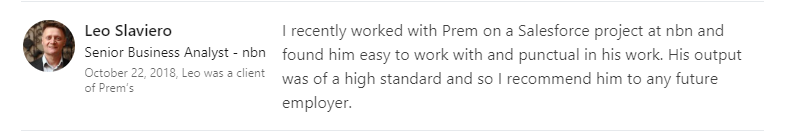 Leo Slaviero
Senior Business Analyst - nbn
October 22, 2018, Leo was a client
of Prem's
I recently worked with Prem on a Salesforce project at nbn and
found him easy to work with and punctual in his work. His output
was of a high standard and so I recommend him to any future
employer.